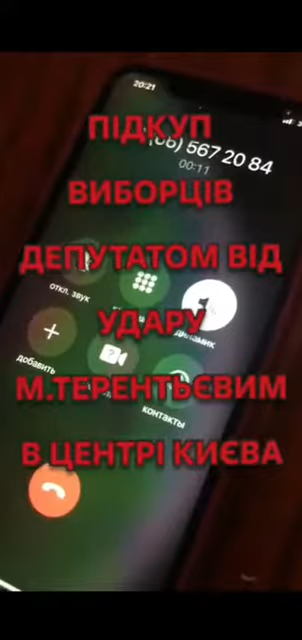 20:21
ПІДКУП
6) 567 20 84
00:11
ВИБОРЦІВ
ДЕПУТАТОМ ВІД
откл. звук
УДАРУ
динамик
добавить
М.ТЕРЕНТЬЄВИМ
контакты
В ЦЕНТРІ КИЄВА